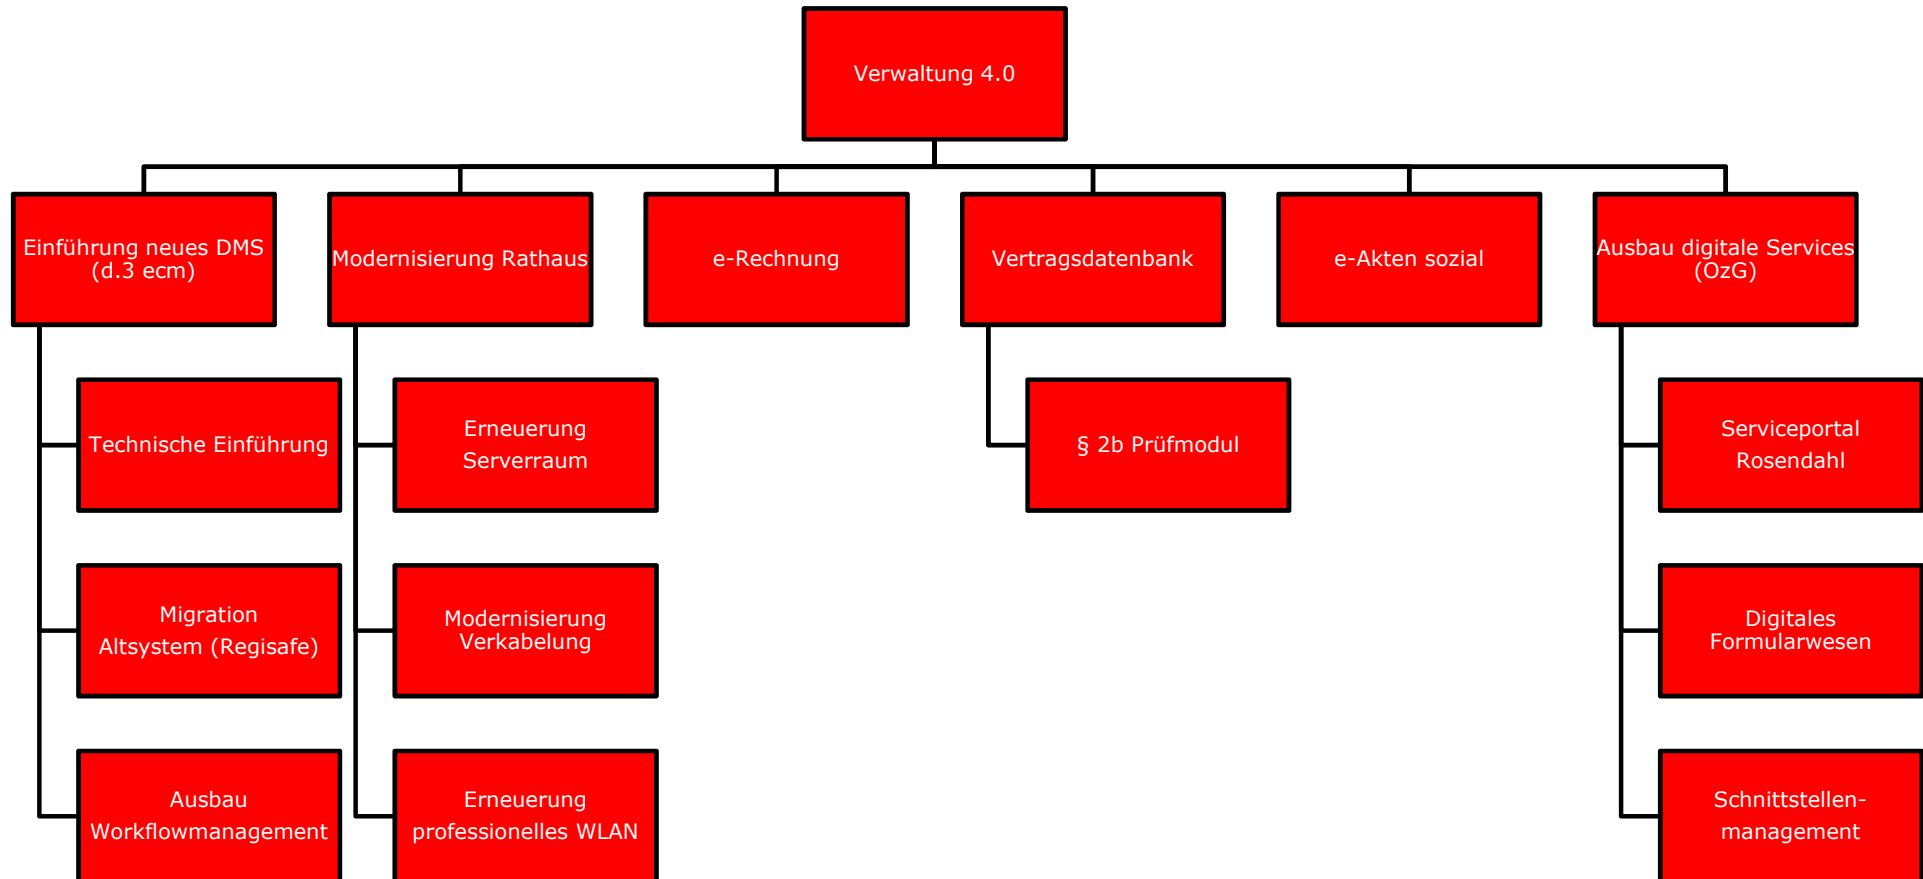 Verwaltung 4.0
Einführung neues DMS
(d.3 ecm)
Modernisierung Rathaus
e-Rechnung
Vertragsdatenbank
e-Akten sozial
Ausbau digitale Services
(OzG)
Technische Einführung
Erneuerung
Serverraum
§ 2b Prüfmodul
Serviceportal
Rosendahl
Migration
Altsystem (Regisafe)
Modernisierung
Verkabelung
Digitales
Formularwesen
Ausbau
Workflowmanagement
Erneuerung
professionelles WLAN
Schnittstellen-
management